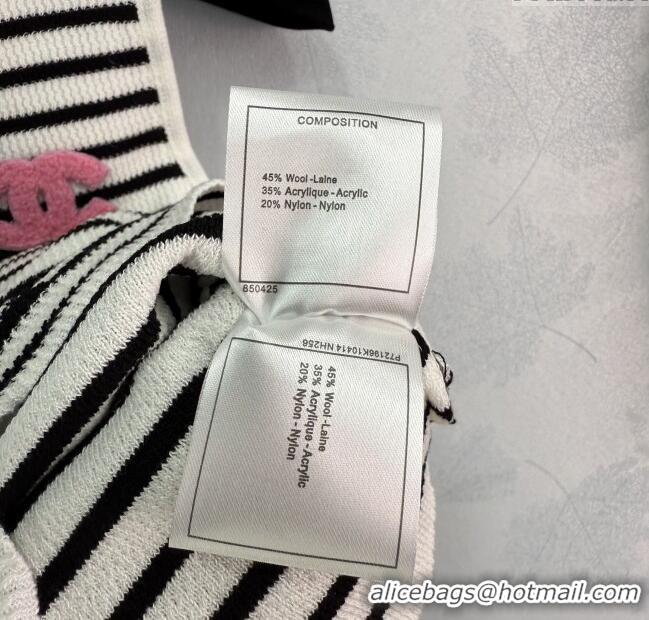 COMPOSITION
45% Wool -Laine
35% Acrylique - Acrylic
20% Nylon - Nylon
850425
P72196K10414 NH256
45% Wool -Laine
35% Acrylique - Acrylic
20% Nylon - Nylon
alicebags@hotmail.com